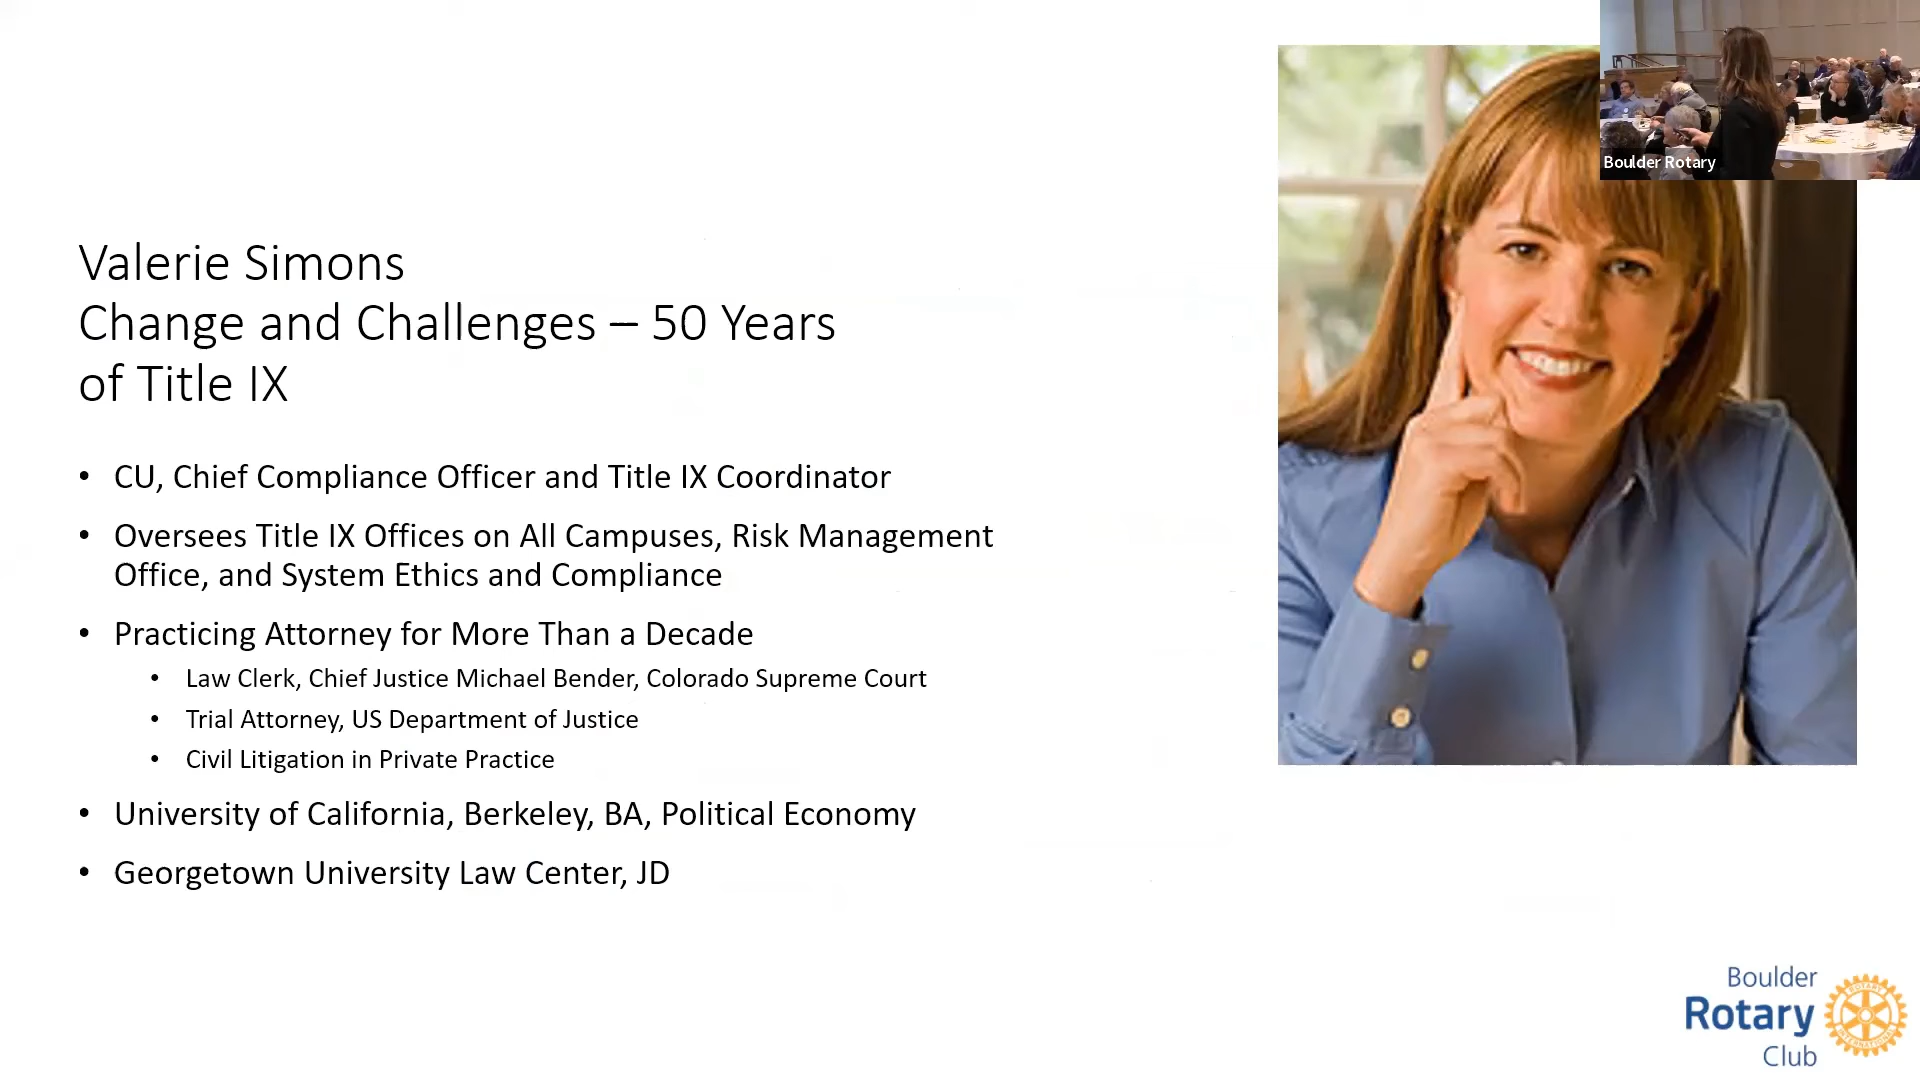 Boulder Rotary
Valerie Simons
Change and Challenges – 50 Years
of Title IX
• CU, Chief Compliance Officer and Title IX Coordinator
• Oversees Title IX Offices on All Campuses, Risk Management
Office, and System Ethics and Compliance
• Practicing Attorney for More Than a Decade
• Law Clerk, Chief Justice Michael Bender, Colorado Supreme Court
• Trial Attorney, US Department of Justice
• Civil Litigation in Private Practice
• University of California, Berkeley, BA, Political Economy
• Georgetown University Law Center, JD
Boulder
Rotary
Club
ROTARY
INTERNATIONAL